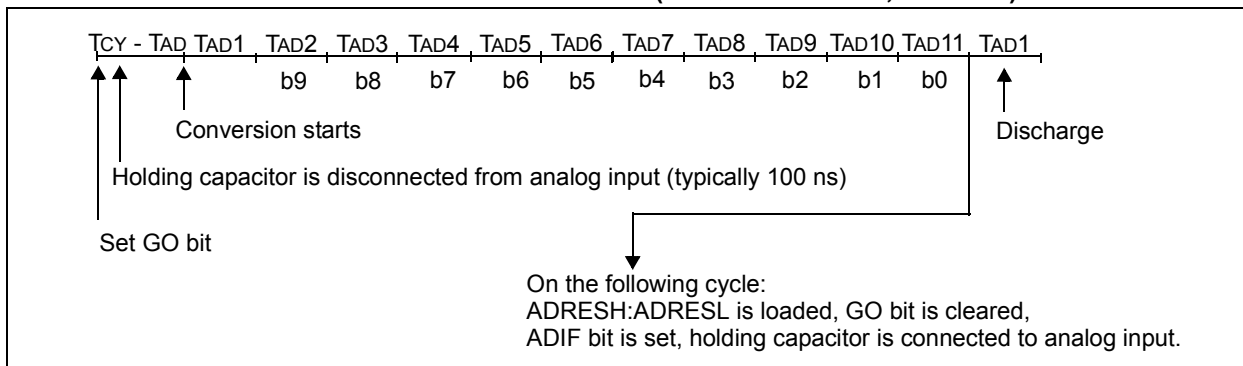 TCY - TAD TAD1 TAD2 TAD3 TAD4 TAD5 TAD6 TAD7 TAD8 TAD9 TAD10 TAD11 TAD1
b9 b8 b7 b6 b5 b4 b3 b2 b1 b0
Conversion starts
Discharge
Holding capacitor is disconnected from analog input (typically 100 ns)
Set GO bit
On the following cycle:
ADRESH:ADRESL is loaded, GO bit is cleared,
ADIF bit is set, holding capacitor is connected to analog input.